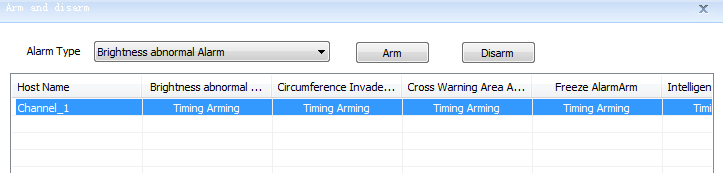 Arm and disarm
Alarm Type Brightness abnormal Alarm Arm Disarm
Host Name Brightness abnormal ... Circumference Invade... Cross Warning Area A... Freeze AlarmArm Intelligen
Channel_1 Timing Arming Timing Arming Timing Arming Timing Arming Timi